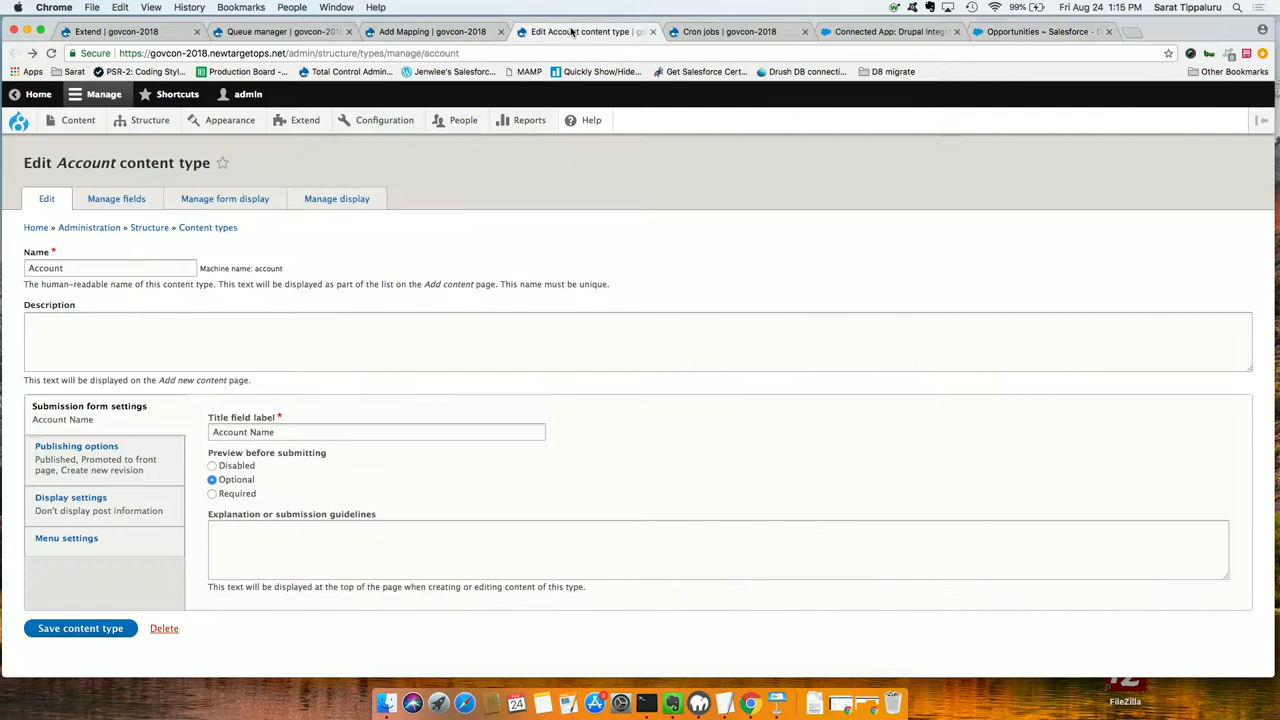 Chrome File Edit View History Bookmarks People Window Help 99% Fri Aug 24 1:15 PM Sarat Tippaluru
Extend | govcon-2018 Queue manager | govcon-2018 Add Mapping | govcon-2018 Edit Account content type | Cron jobs | govcon-2018 Connected App: Drupal Integrat Opportunities ~ Salesforce - D
Secure https://govcon-2018.newtargetops.net/admin/structure/types/manage/account
Apps Sarat PSR-2: Coding Styl... Production Board -... Total Control Admin... Jenwlee's Salesforc... MAMP Quickly Show/Hide... Get Salesforce Cert... Drush DB connecti... D8 migrate Other Bookmarks
Home Manage Shortcuts admin
Content Structure Appearance Extend Configuration People Reports Help
Edit Account content type
Edit Manage fields Manage form display Manage display
Home » Administration » Structure » Content types
Name *
Account Machine name: account
The human-readable name of this content type. This text will be displayed as part of the list on the Add content page. This name must be unique.
Description
This text will be displayed on the Add new content page.
Submission form settings
Account Name
Publishing options
Published, Promoted to front
page, Create new revision
Display settings
Don't display post information
Menu settings
Title field label *
Account Name
Preview before submitting
Disabled
Optional
Required
Explanation or submission guidelines
This text will be displayed at the top of the page when creating or editing content of this type.
Save content type Delete
24
FileZilla